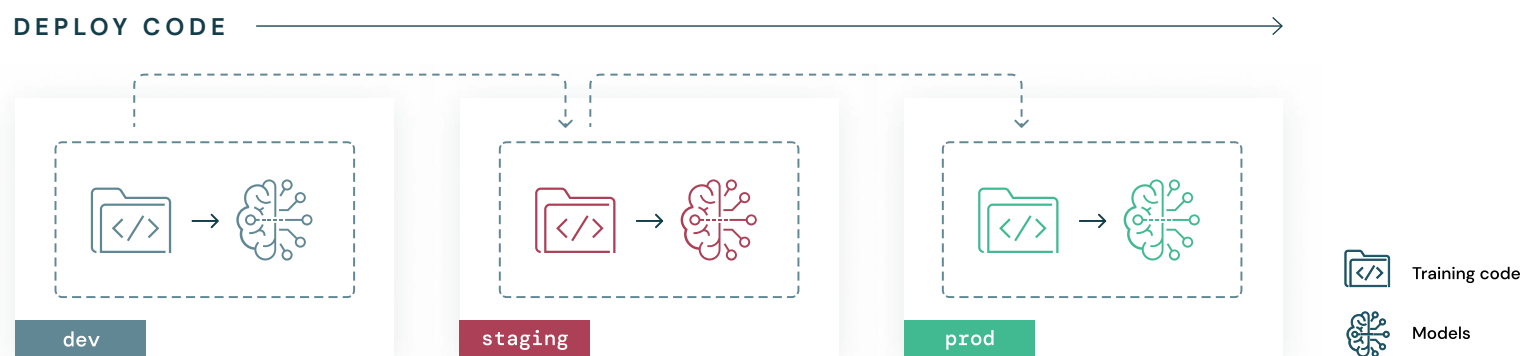 DEPLOY CODE
</>
</>
</>
dev
staging
prod
</>
Training code
Models